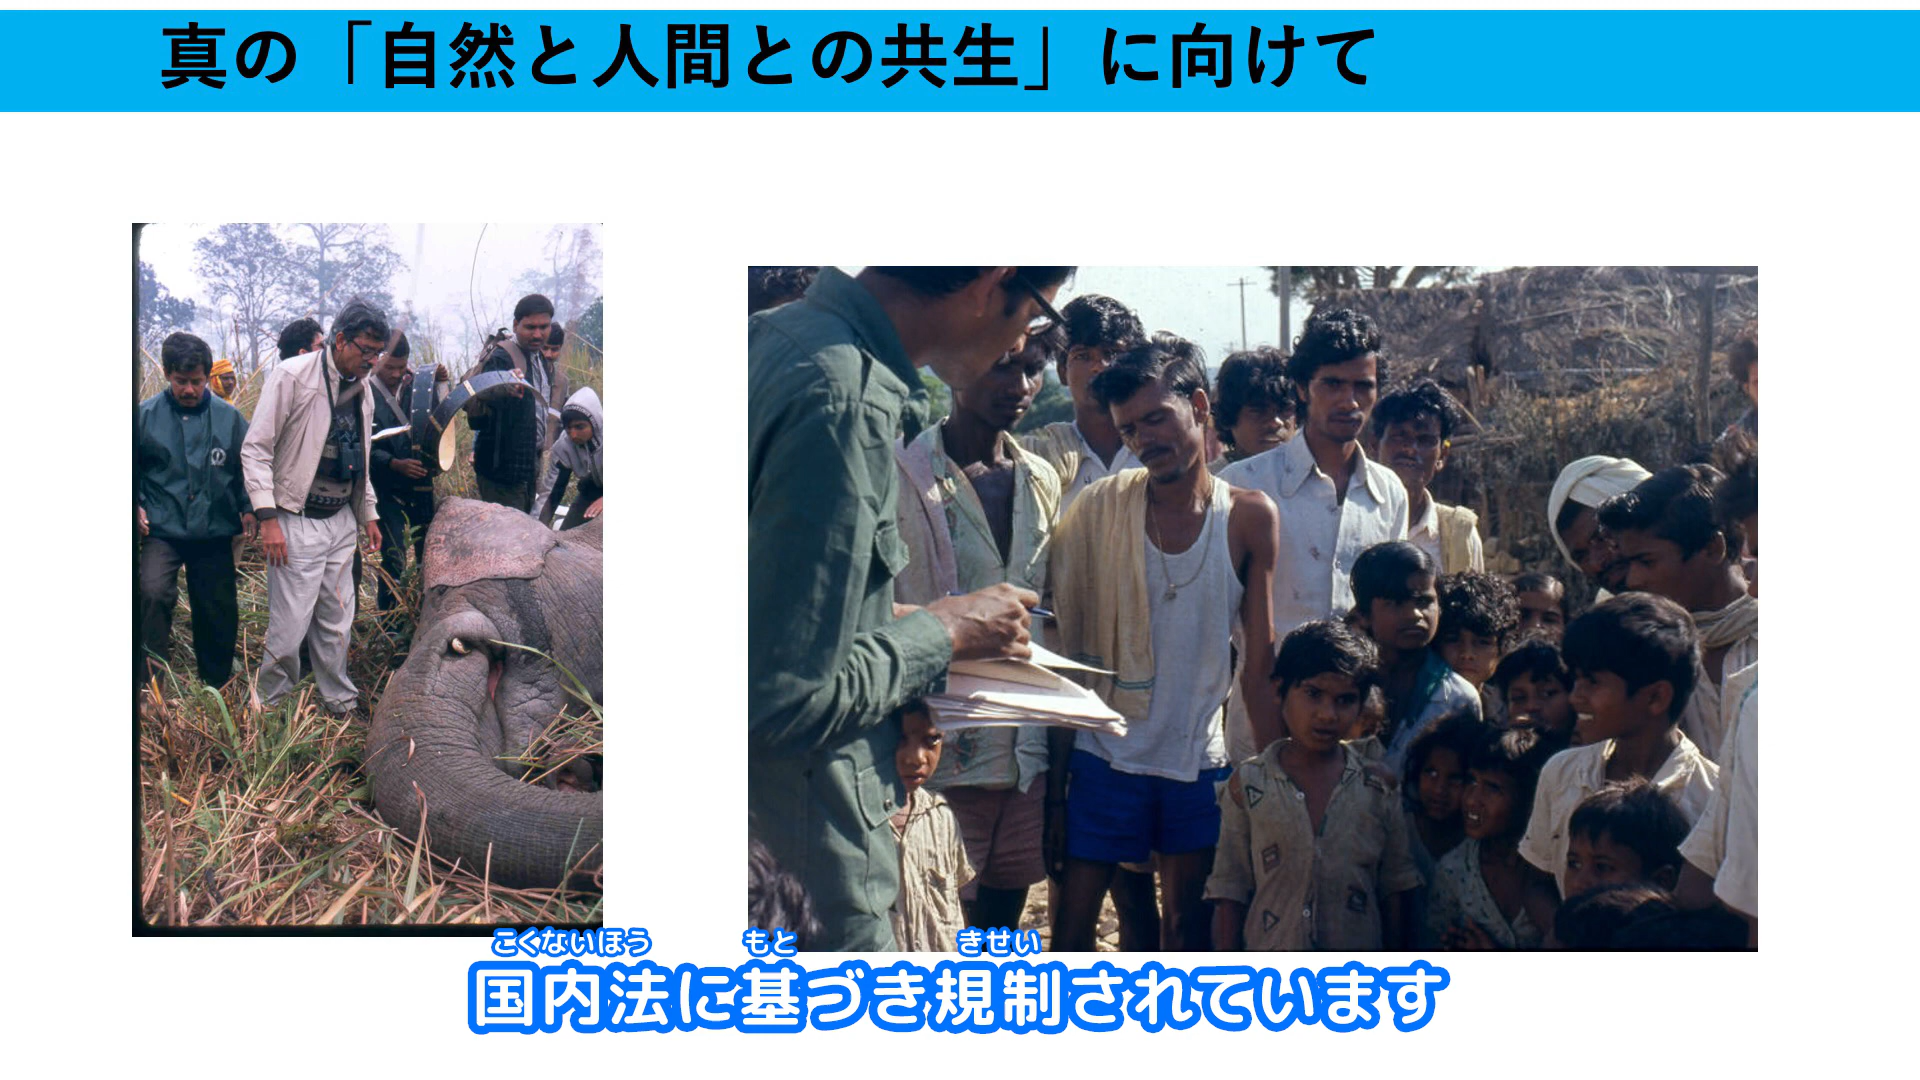 真の「自然と人間との共生」に向けて
こくないほう もと きせい
国内法に基づき規制されています